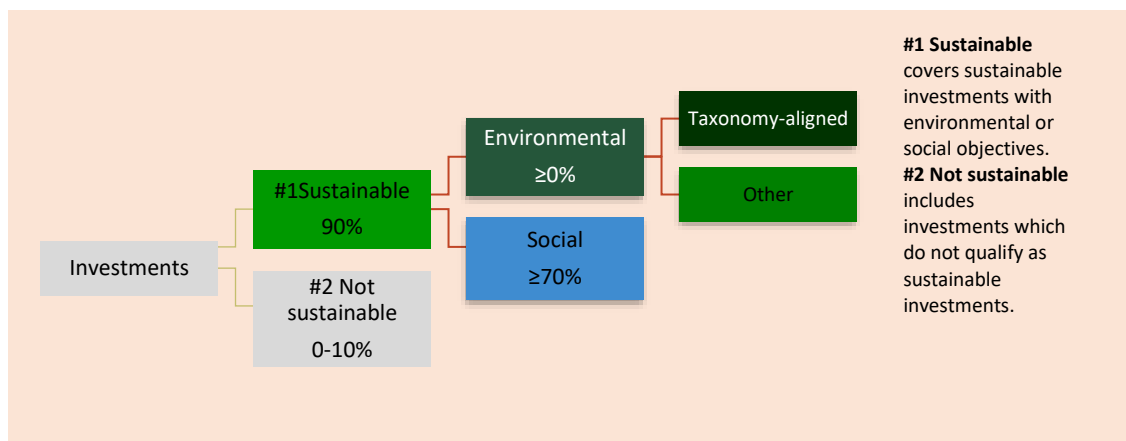 Investments
#1Sustainable
90%
#2 Not
sustainable
0-10%
Environmental
≥0%
Social
≥70%
Taxonomy-aligned
Other
#1 Sustainable
covers sustainable
investments with
environmental or
social objectives.
#2 Not sustainable
includes
investments which
do not qualify as
sustainable
investments.